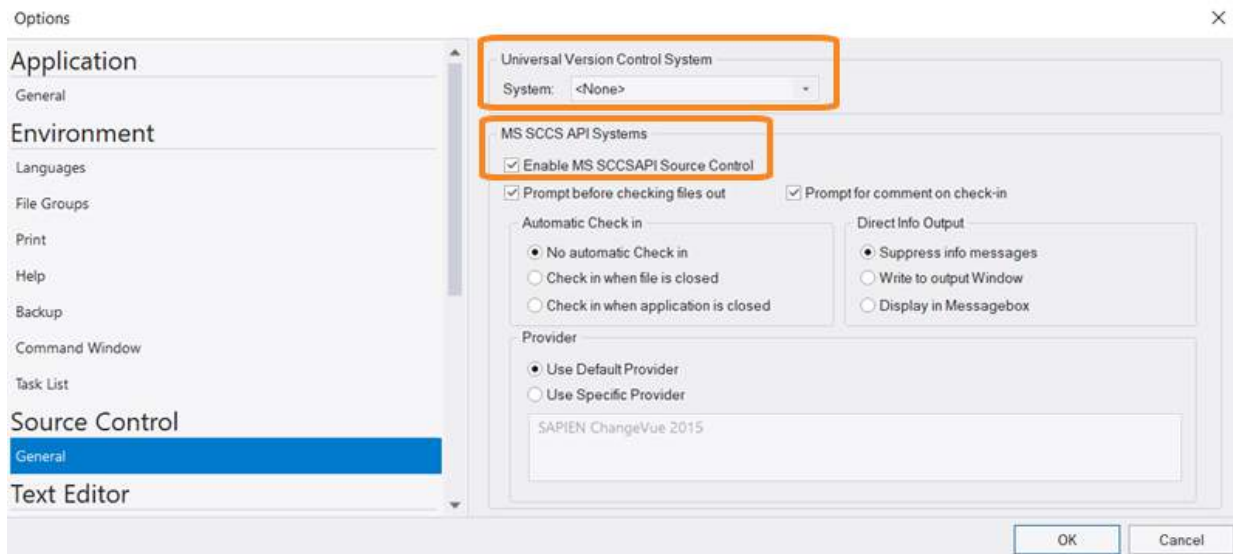 Options
Application
General
Environment
Languages
File Groups
Print
Help
Backup
Command Window
Task List
Source Control
General
Text Editor
Universal Version Control System
System: <None>
MS SCCS API Systems
Enable MS SCCSAPI Source Control
Prompt before checking files out Prompt for comment on check-in
Automatic Check in
No automatic Check in
Check in when file is closed
Check in when application is closed
Direct Info Output
Suppress info messages
Write to output Window
Display in Messagebox
Provider
Use Default Provider
Use Specific Provider
SAPIEN ChangeVue 2015
OK Cancel